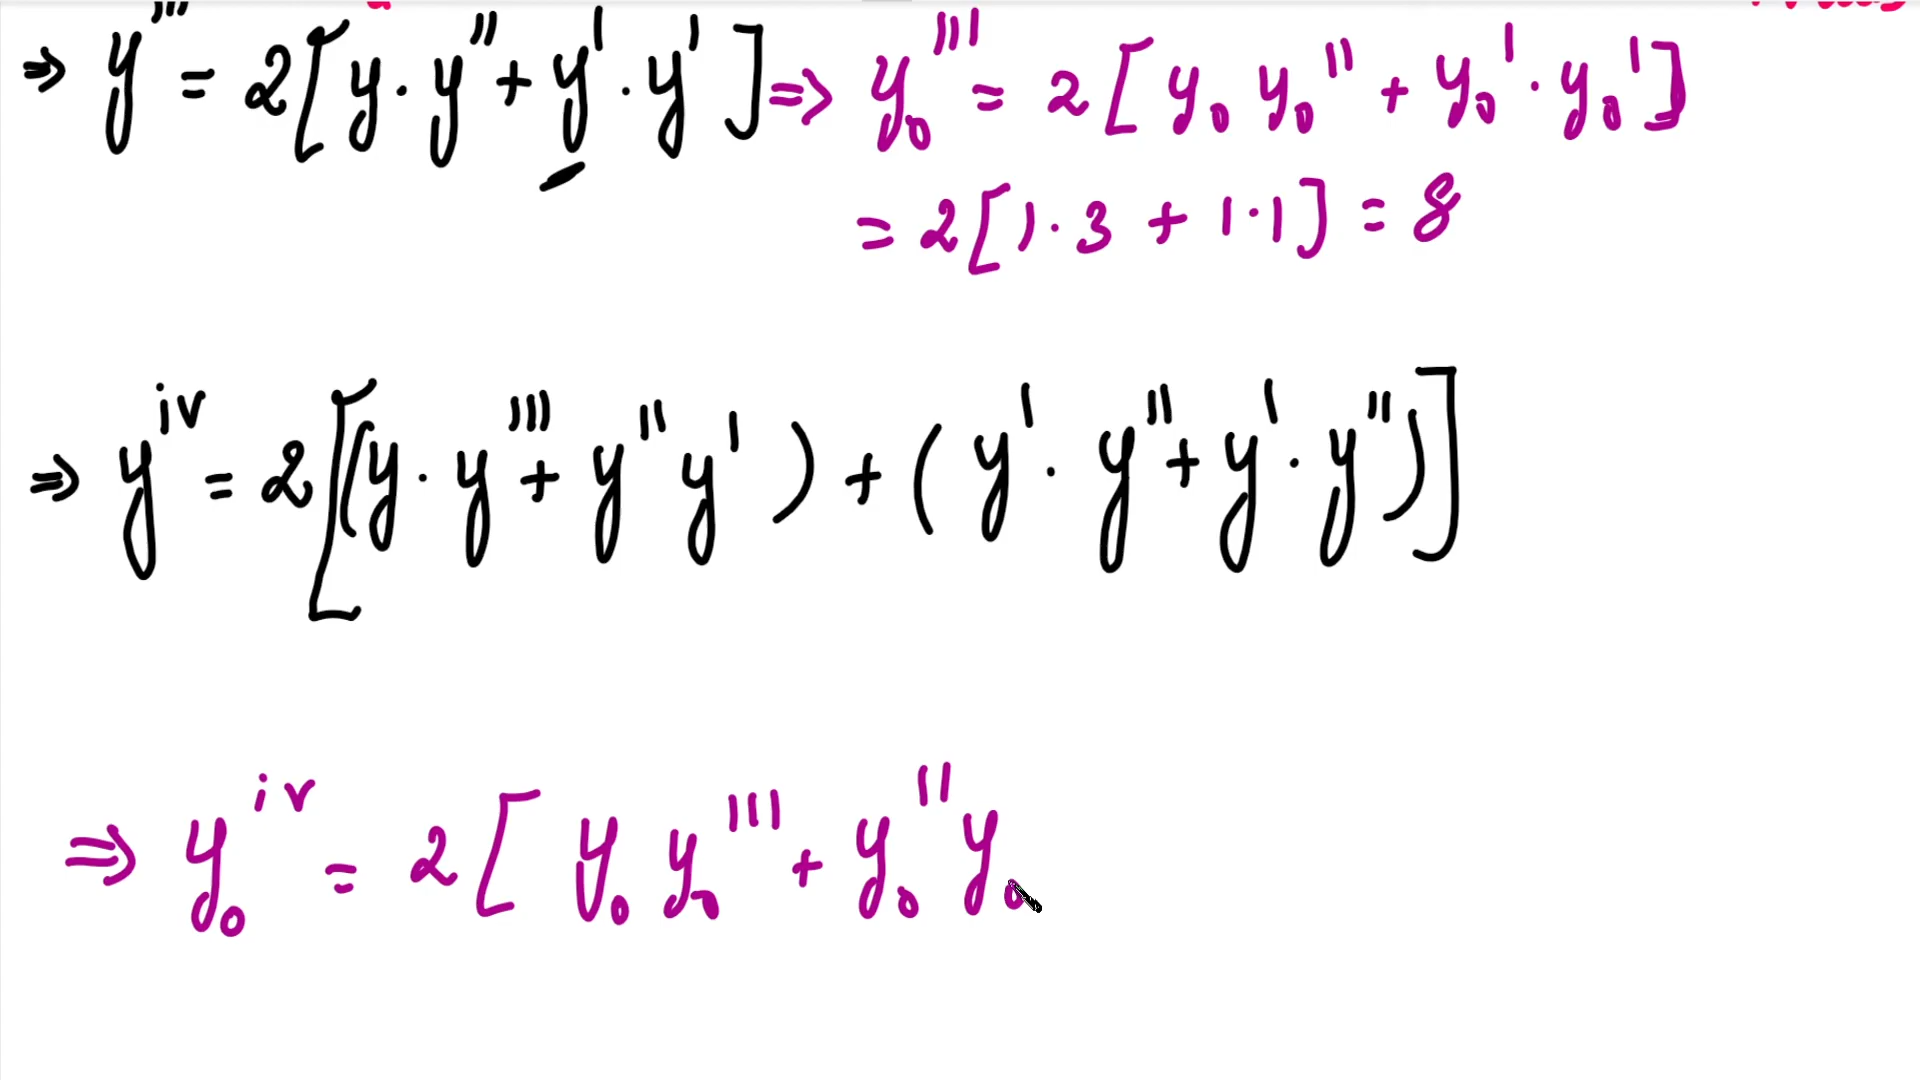 ⇒ y''' = 2[y·y'' + y'·y'] ⇒ y₀''' = 2[y₀ y₀'' + y₀'·y₀']
= 2[1·3 + 1·1] = 8
⇒ y^iv = 2[(y·y''' + y''y') + (y'·y'' + y'·y'')]
⇒ y₀^iv = 2[y₀ y₀''' + y₀'' y₀